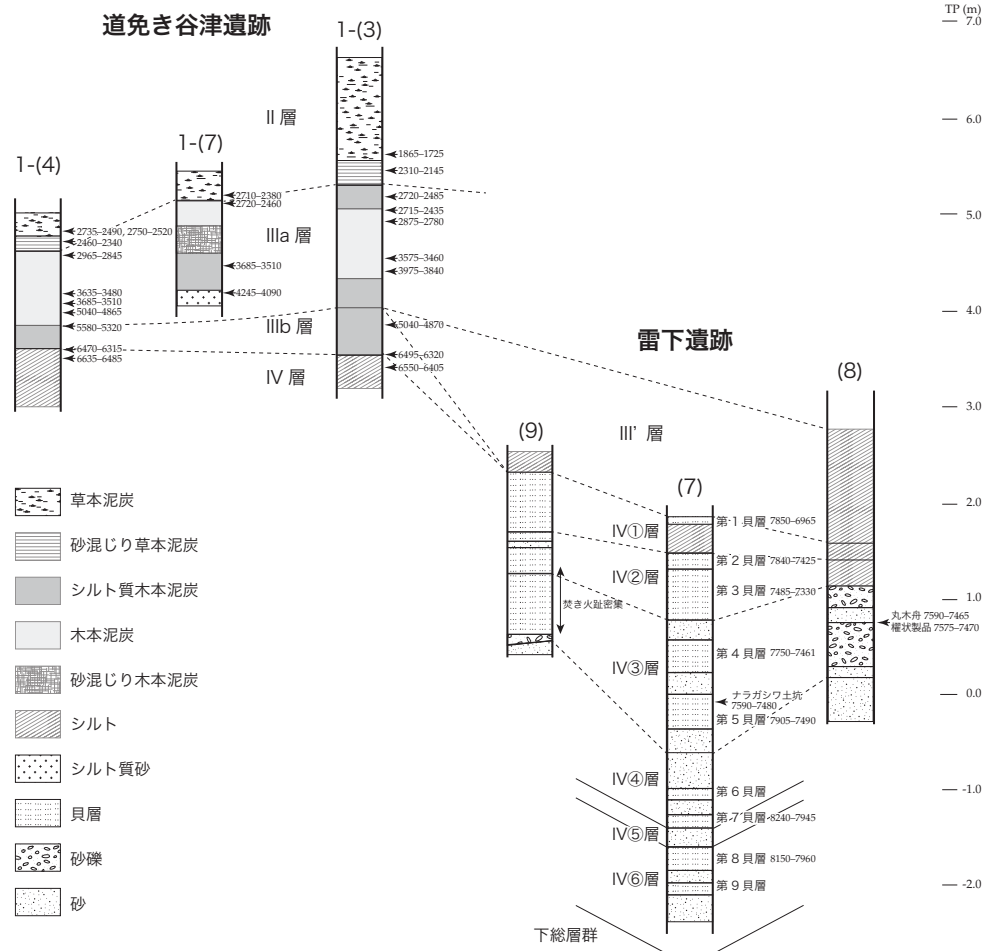 道免き谷津遺跡
TP (m)
7.0
6.0
5.0
4.0
3.0
2.0
1.0
0.0
-1.0
-2.0
1-(3)
1-(7)
1-(4)
II 層
IIIa 層
IIIb 層
IV 層
1865–1725
2310–2145
2720–2485
2715–2435
2875–2780
3575–3460
3975–3840
5040–4870
6495–6320
6550–6405
2710–2380
2720–2460
3685–3510
4245–4090
2735–2490, 2750–2520
2460–2340
2965–2845
3635–3480
3685–3510
5040–4865
5580–5320
6470–6315
6635–6485
雷下遺跡
(8)
(9)
(7)
III’ 層
IV①層
IV②層
IV③層
IV④層
IV⑤層
IV⑥層
焚き火趾密集
第 1 貝層 7850–6965
第 2 貝層 7840–7425
第 3 貝層 7485–7330
第 4 貝層 7750–7461
ナラガシワ土坑
7590–7480
第 5 貝層 7905–7490
第 6 貝層
第 7 貝層 8240–7945
第 8 貝層 8150–7960
第 9 貝層
丸木舟 7590–7465
櫂状製品 7575–7470
下総層群
草本泥炭
砂混じり草本泥炭
シルト質木本泥炭
木本泥炭
砂混じり木本泥炭
シルト
シルト質砂
貝層
砂礫
砂